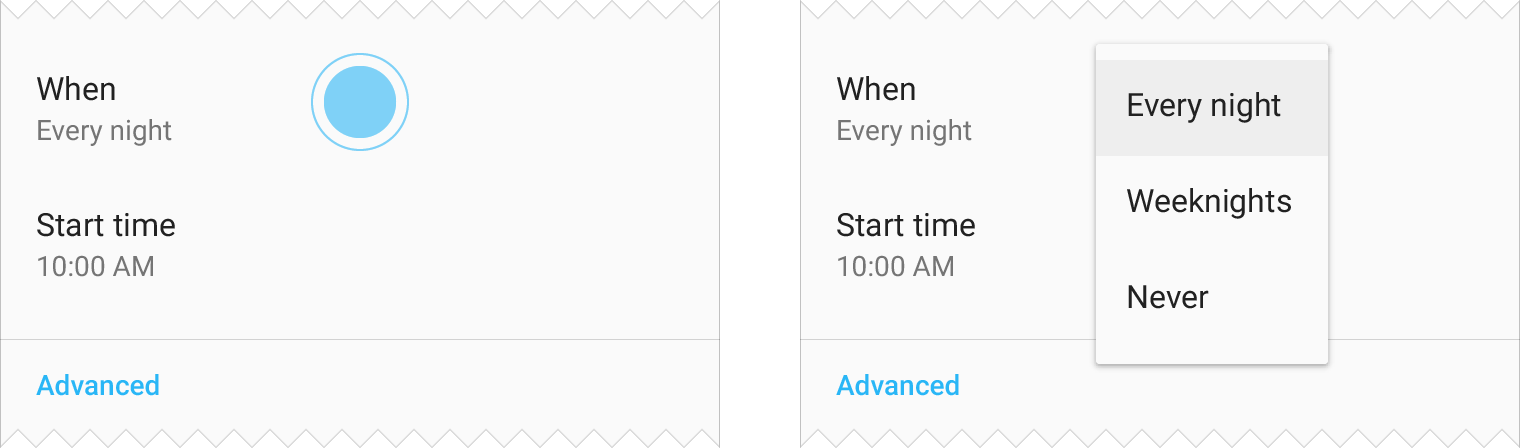 When
Every night
Start time
10:00 AM
Advanced
When
Every night
Start time
10:00 AM
Advanced
Every night
Weeknights
Never